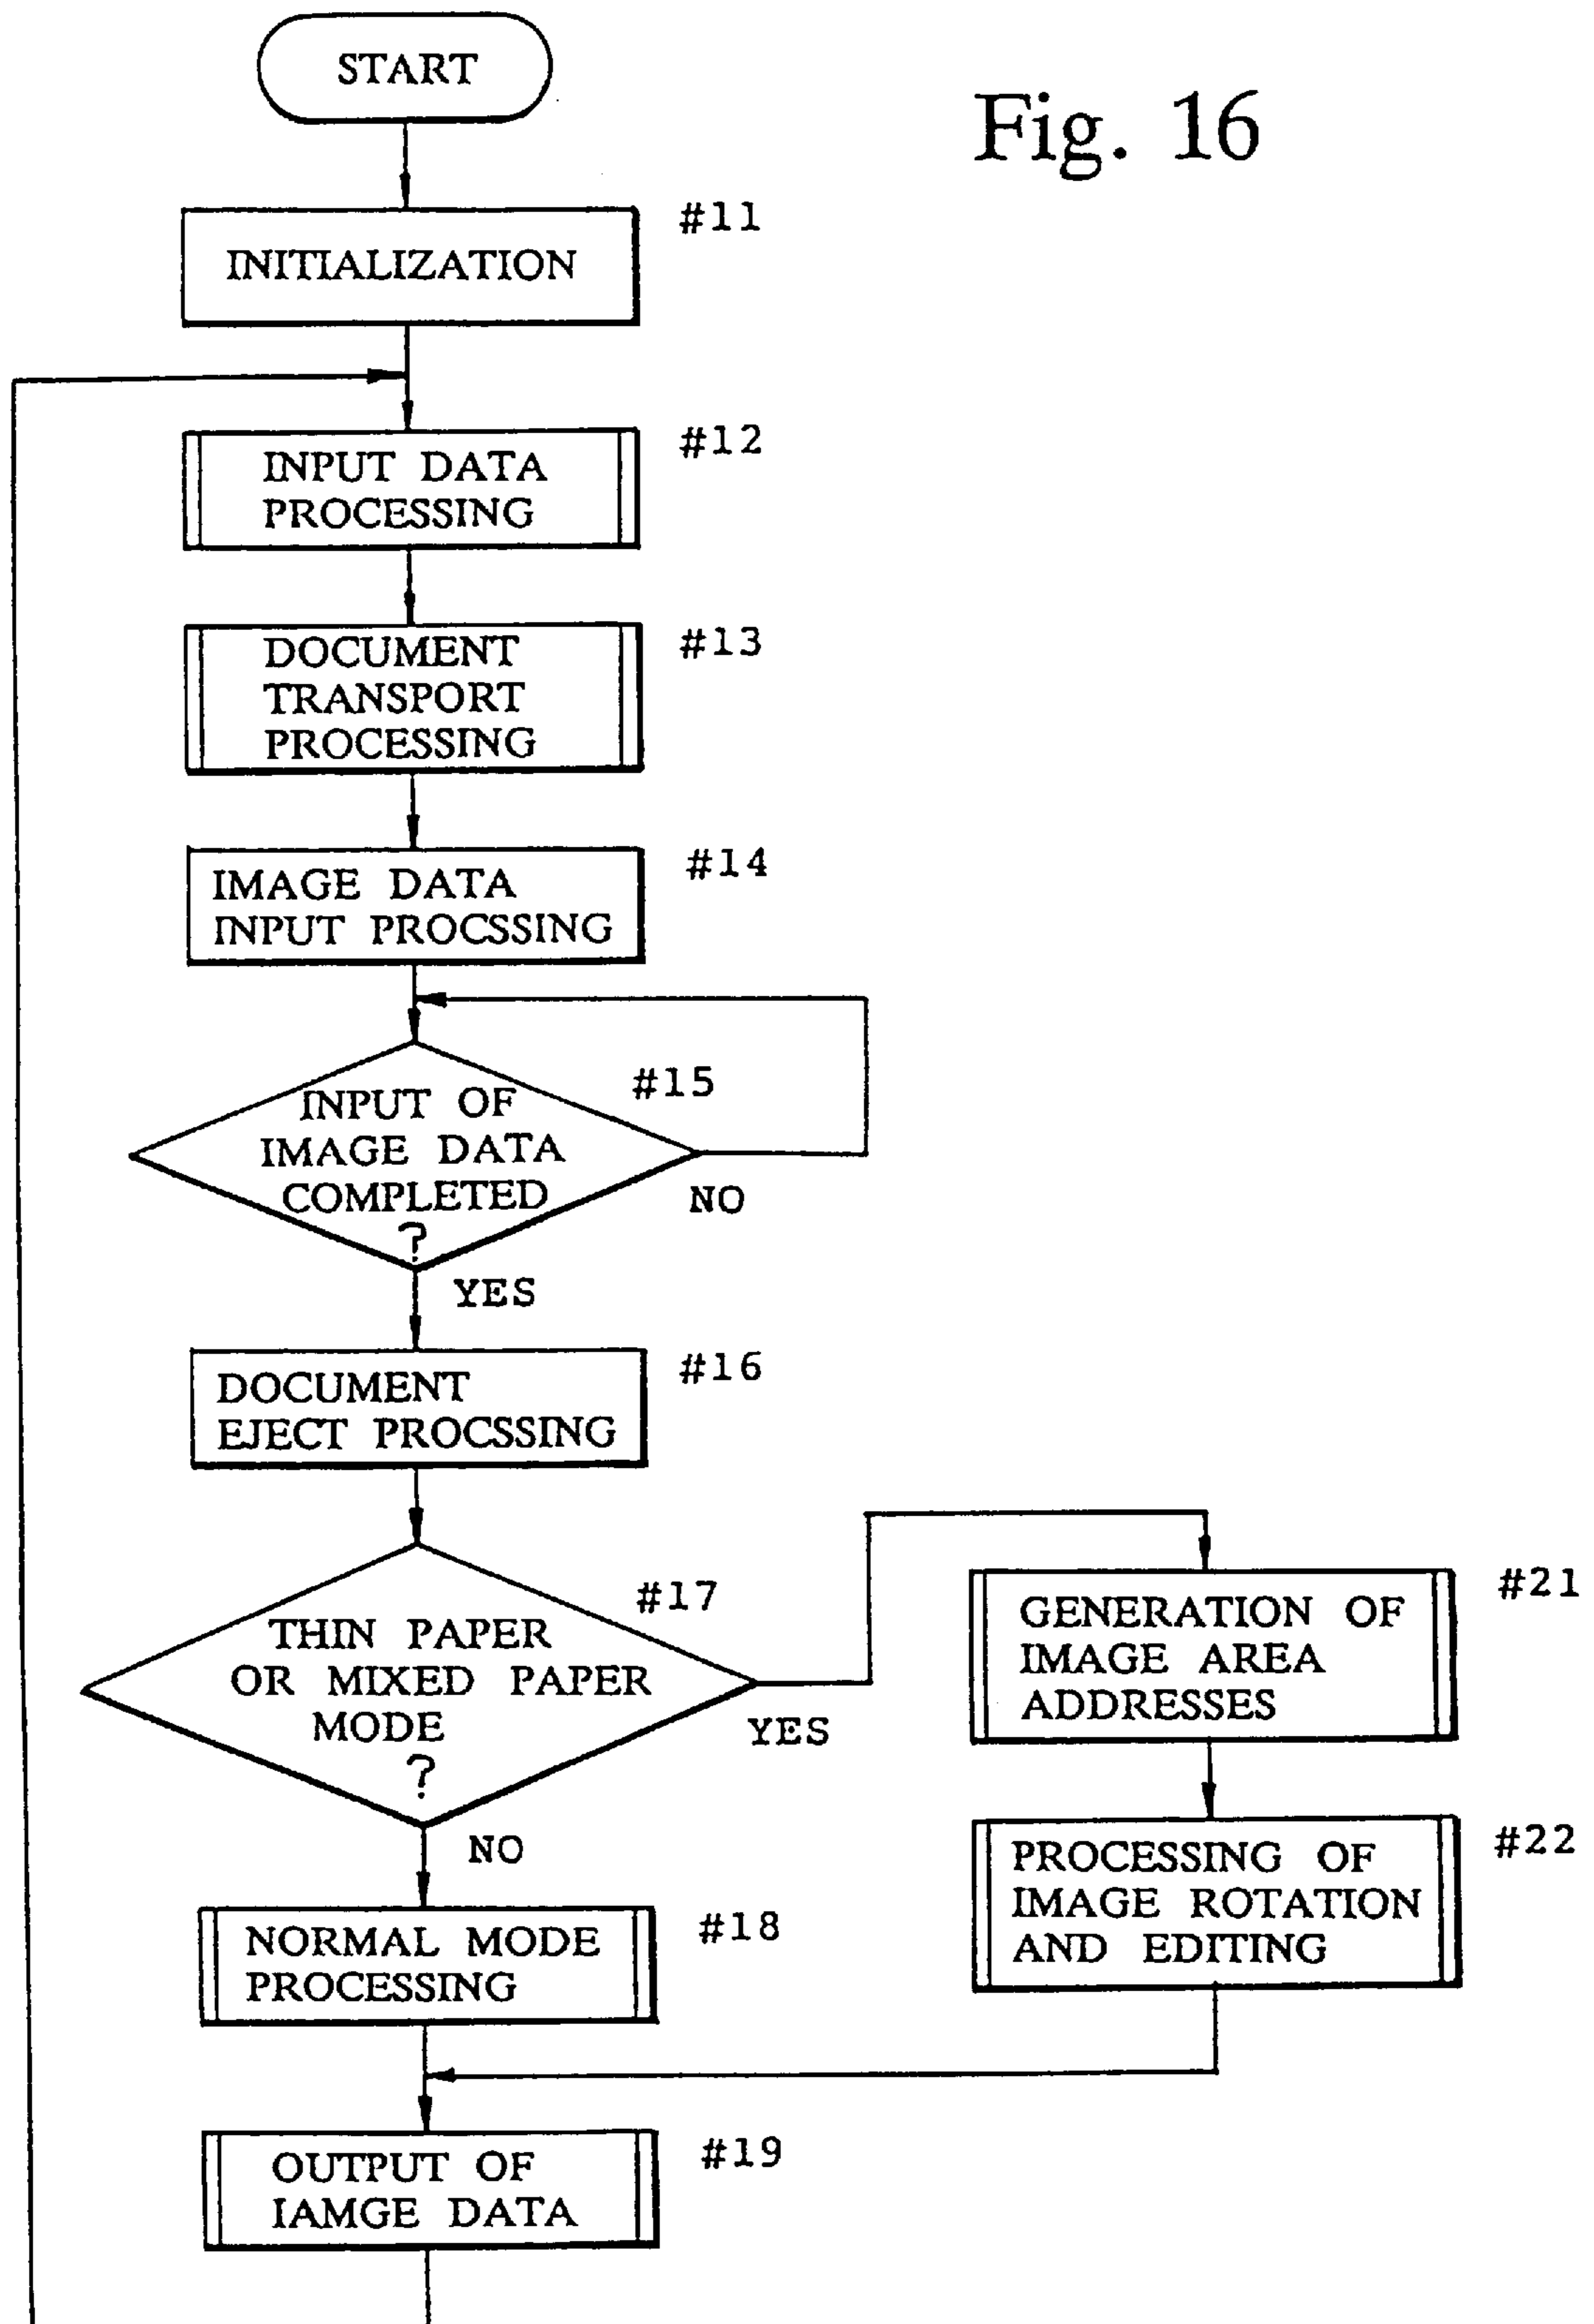 START
Fig. 16
#11
INITIALIZATION
#12
INPUT DATA
PROCESSING
#13
DOCUMENT
TRANSPORT
PROCESSING
#14
IMAGE DATA
INPUT PROCSSING
#15
INPUT OF
IMAGE DATA
COMPLETED
?
NO
YES
#16
DOCUMENT
EJECT PROCSSING
#17
THIN PAPER
OR MIXED PAPER
MODE
?
YES
NO
#21
GENERATION OF
IMAGE AREA
ADDRESSES
#22
PROCESSING OF
IMAGE ROTATION
AND EDITING
#18
NORMAL MODE
PROCESSING
#19
OUTPUT OF
IAMGE DATA